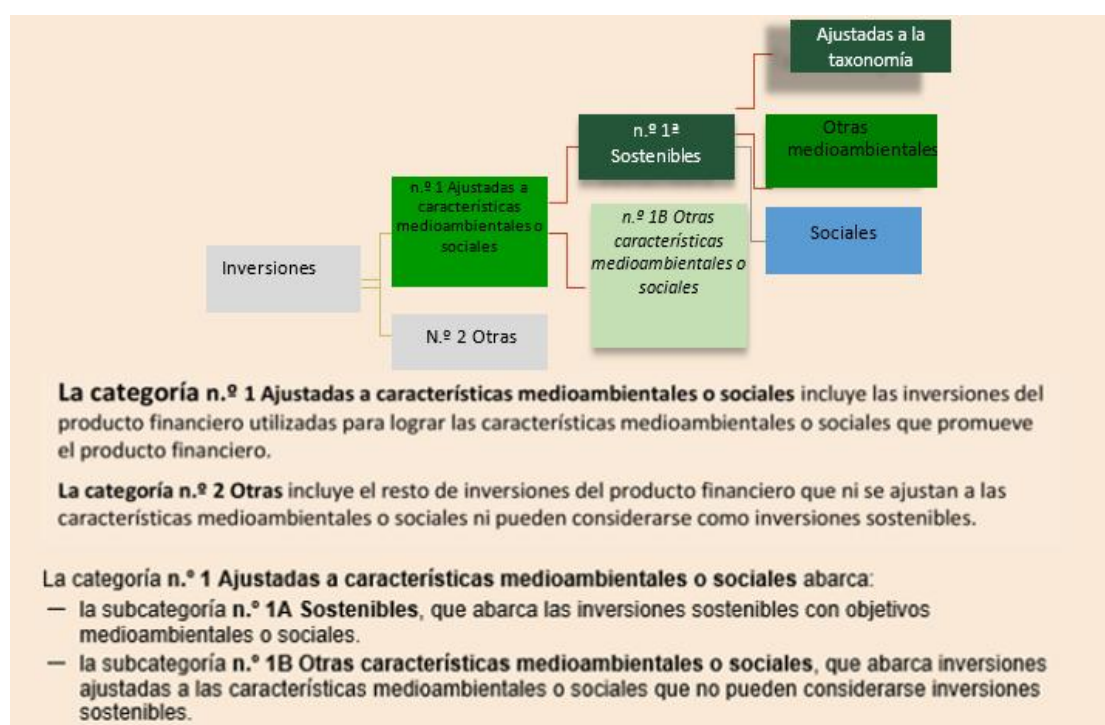 Ajustadas a la
taxonomía
n.º 1ª
Sostenibles
Otras
medioambientales
n.º 1 Ajustadas a
características
medioambientales o
sociales
n.º 1B Otras
características
medioambientales o
sociales
Sociales
Inversiones
N.º 2 Otras
La categoría n.º 1 Ajustadas a características medioambientales o sociales incluye las inversiones del
producto financiero utilizadas para lograr las características medioambientales o sociales que promueve
el producto financiero.
La categoría n.º 2 Otras incluye el resto de inversiones del producto financiero que ni se ajustan a las
características medioambientales o sociales ni pueden considerarse como inversiones sostenibles.
La categoría n.º 1 Ajustadas a características medioambientales o sociales abarca:
— la subcategoría n.º 1A Sostenibles, que abarca las inversiones sostenibles con objetivos
medioambientales o sociales.
— la subcategoría n.º 1B Otras características medioambientales o sociales, que abarca inversiones
ajustadas a las características medioambientales o sociales que no pueden considerarse inversiones
sostenibles.